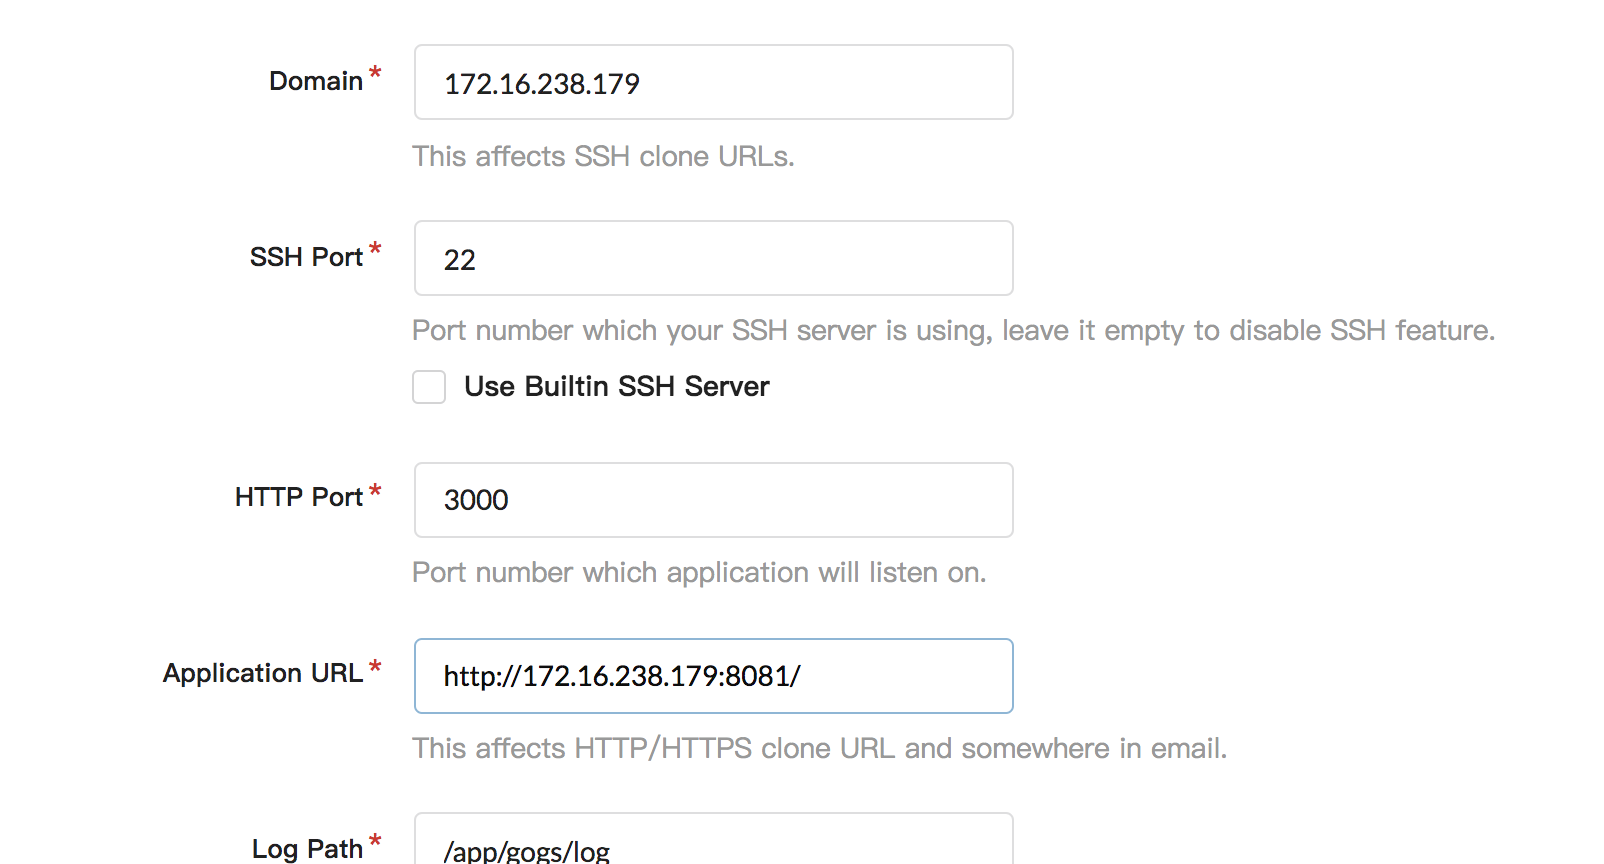 Domain *
172.16.238.179
This affects SSH clone URLs.
SSH Port *
22
Port number which your SSH server is using, leave it empty to disable SSH feature.
Use Builtin SSH Server
HTTP Port *
3000
Port number which application will listen on.
Application URL *
http://172.16.238.179:8081/
This affects HTTP/HTTPS clone URL and somewhere in email.
Log Path *
/app/gogs/log